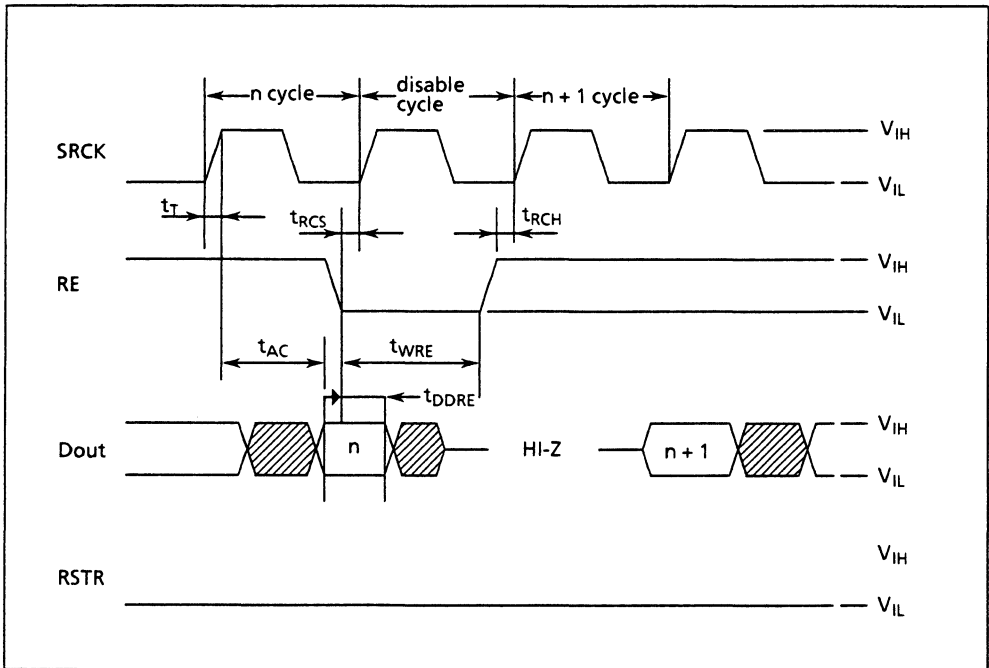 n cycle
disable cycle
n + 1 cycle
SRCK
VIH
VIL
tT
tRCS
tRCH
RE
VIH
VIL
tAC
tWRE
tDDRE
Dout
n
HI-Z
n + 1
VIH
VIL
RSTR
VIH
VIL